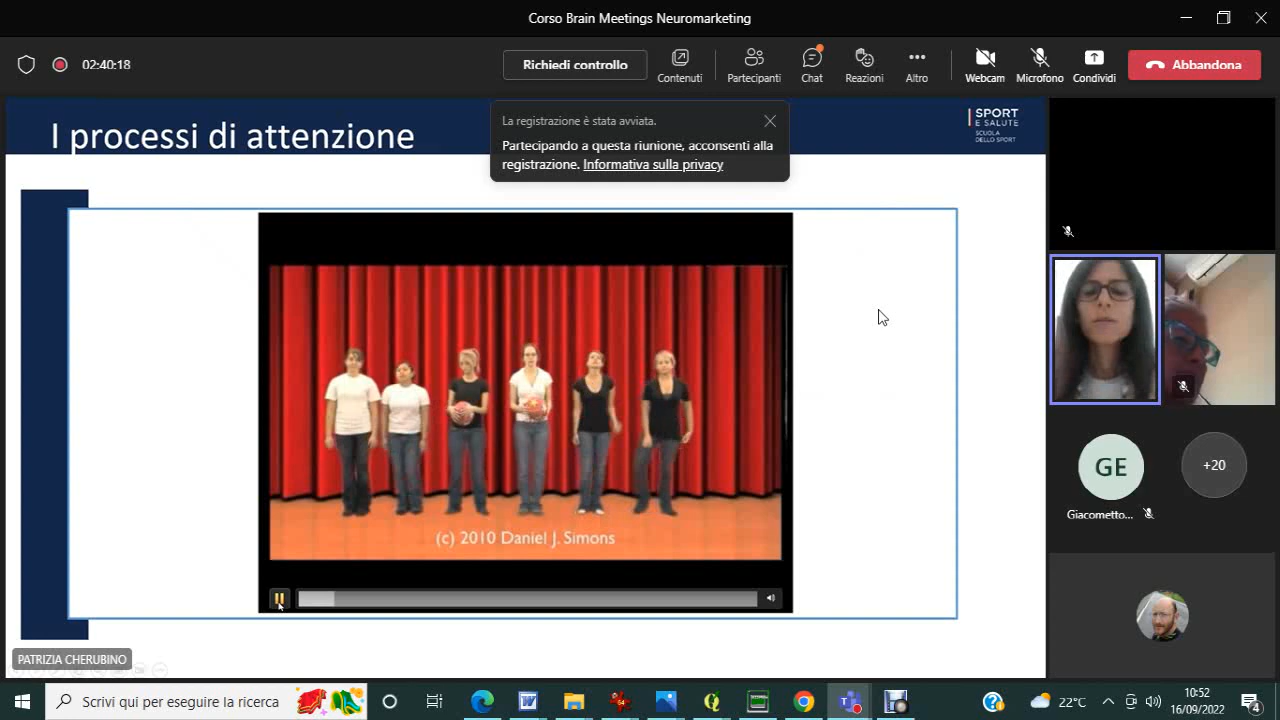 Corso Brain Meetings Neuromarketing
02:40:18
Richiedi controllo
Contenuti
Partecipanti
Chat
Reazioni
Altro
Webcam
Microfono
Condividi
Abbandona
I processi di attenzione
SPORT
E SALUTE
SCUOLA
DELLO SPORT
La registrazione è stata avviata.
Partecipando a questa riunione, acconsenti alla
registrazione. Informativa sulla privacy
(c) 2010 Daniel J. Simons
GE
+20
Giacometto...
PATRIZIA CHERUBINO
Scrivi qui per eseguire la ricerca
22°C
10:52
16/09/2022
4